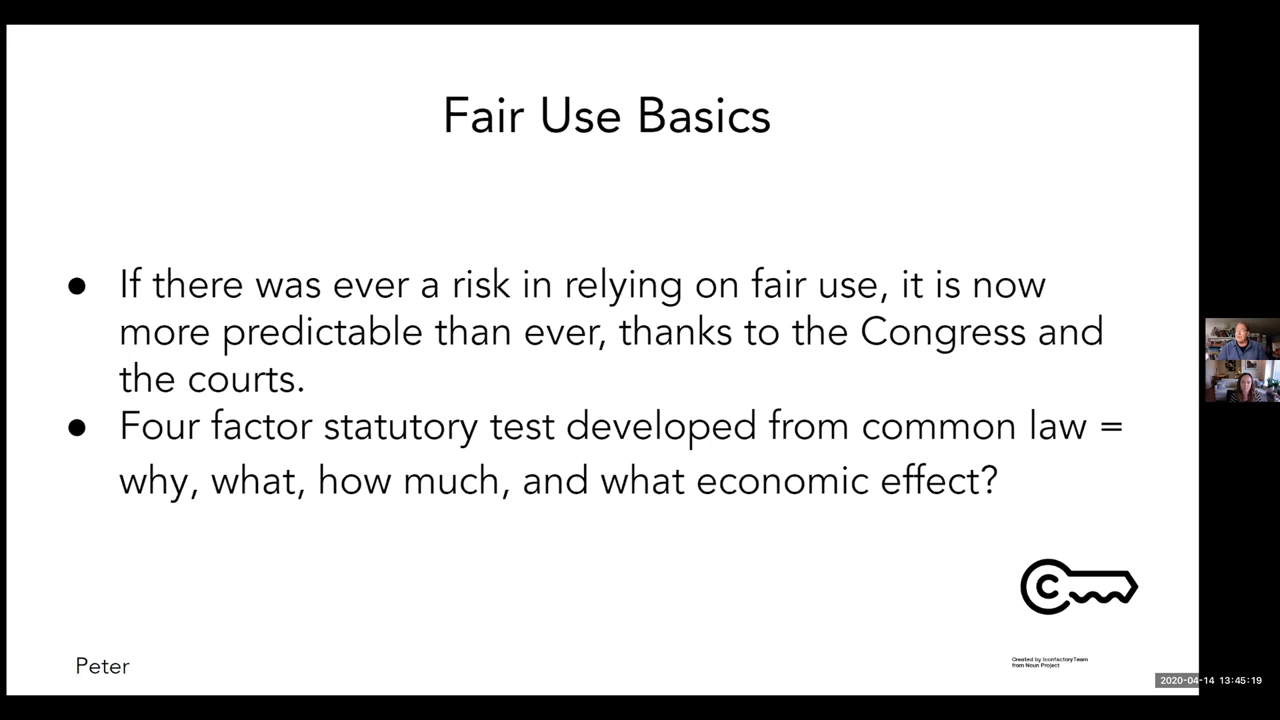 Fair Use Basics
● If there was ever a risk in relying on fair use, it is now
more predictable than ever, thanks to the Congress and
the courts.
● Four factor statutory test developed from common law =
why, what, how much, and what economic effect?
C
Created by IconfactoryTeam
from Noun Project
Peter
2020-04-14 13:45:19